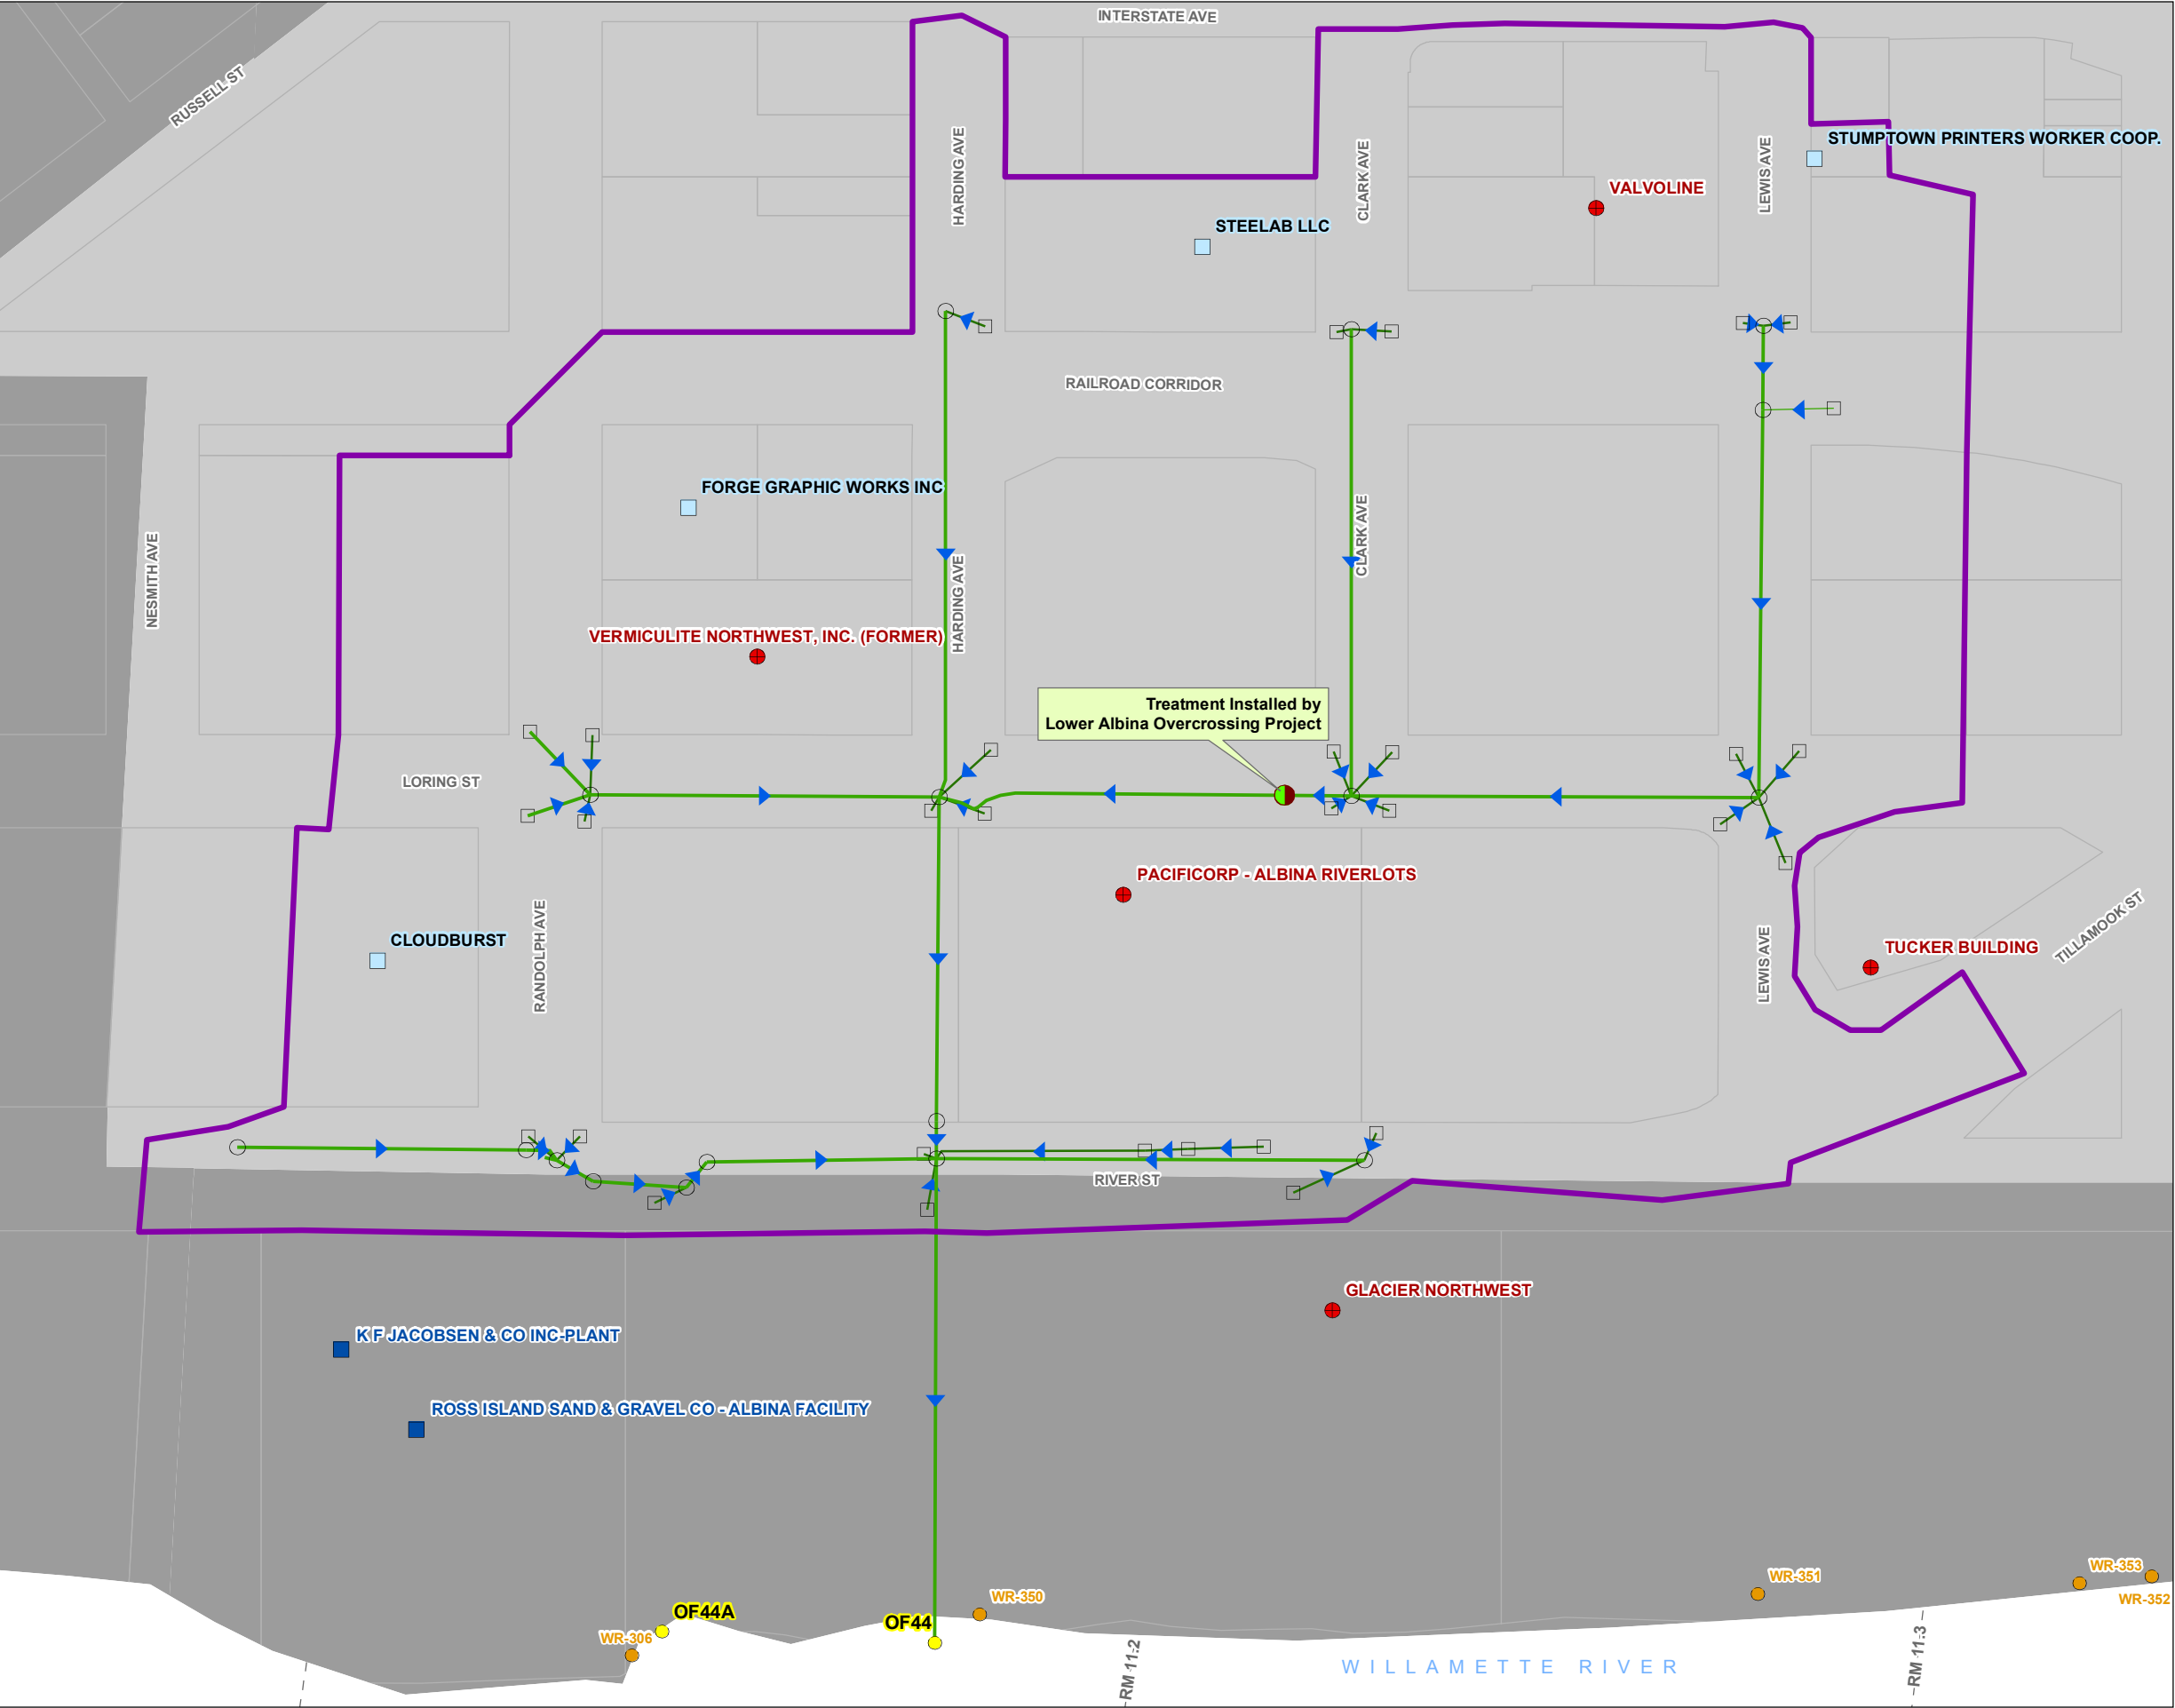 INTERSTATE AVE
RUSSELL ST
HARDING AVE
CLARK AVE
LEWIS AVE
STUMPTOWN PRINTERS WORKER COOP.
VALVOLINE
STEELAB LLC
RAILROAD CORRIDOR
FORGE GRAPHIC WORKS INC
NESMITH AVE
HARDING AVE
CLARK AVE
VERMICULITE NORTHWEST, INC. (FORMER)
Treatment Installed by
Lower Albina Overcrossing Project
LORING ST
PACIFICORP - ALBINA RIVERLOTS
CLOUDBURST
RANDOLPH AVE
LEWIS AVE
TUCKER BUILDING
TILLAMOOK ST
RIVER ST
GLACIER NORTHWEST
K F JACOBSEN & CO INC-PLANT
ROSS ISLAND SAND & GRAVEL CO - ALBINA FACILITY
WR-353
WR-351
WR-350
WR-352
OF44A
OF44
WR-306
RM 11.2
RM 11.3
WILLAMETTE RIVER